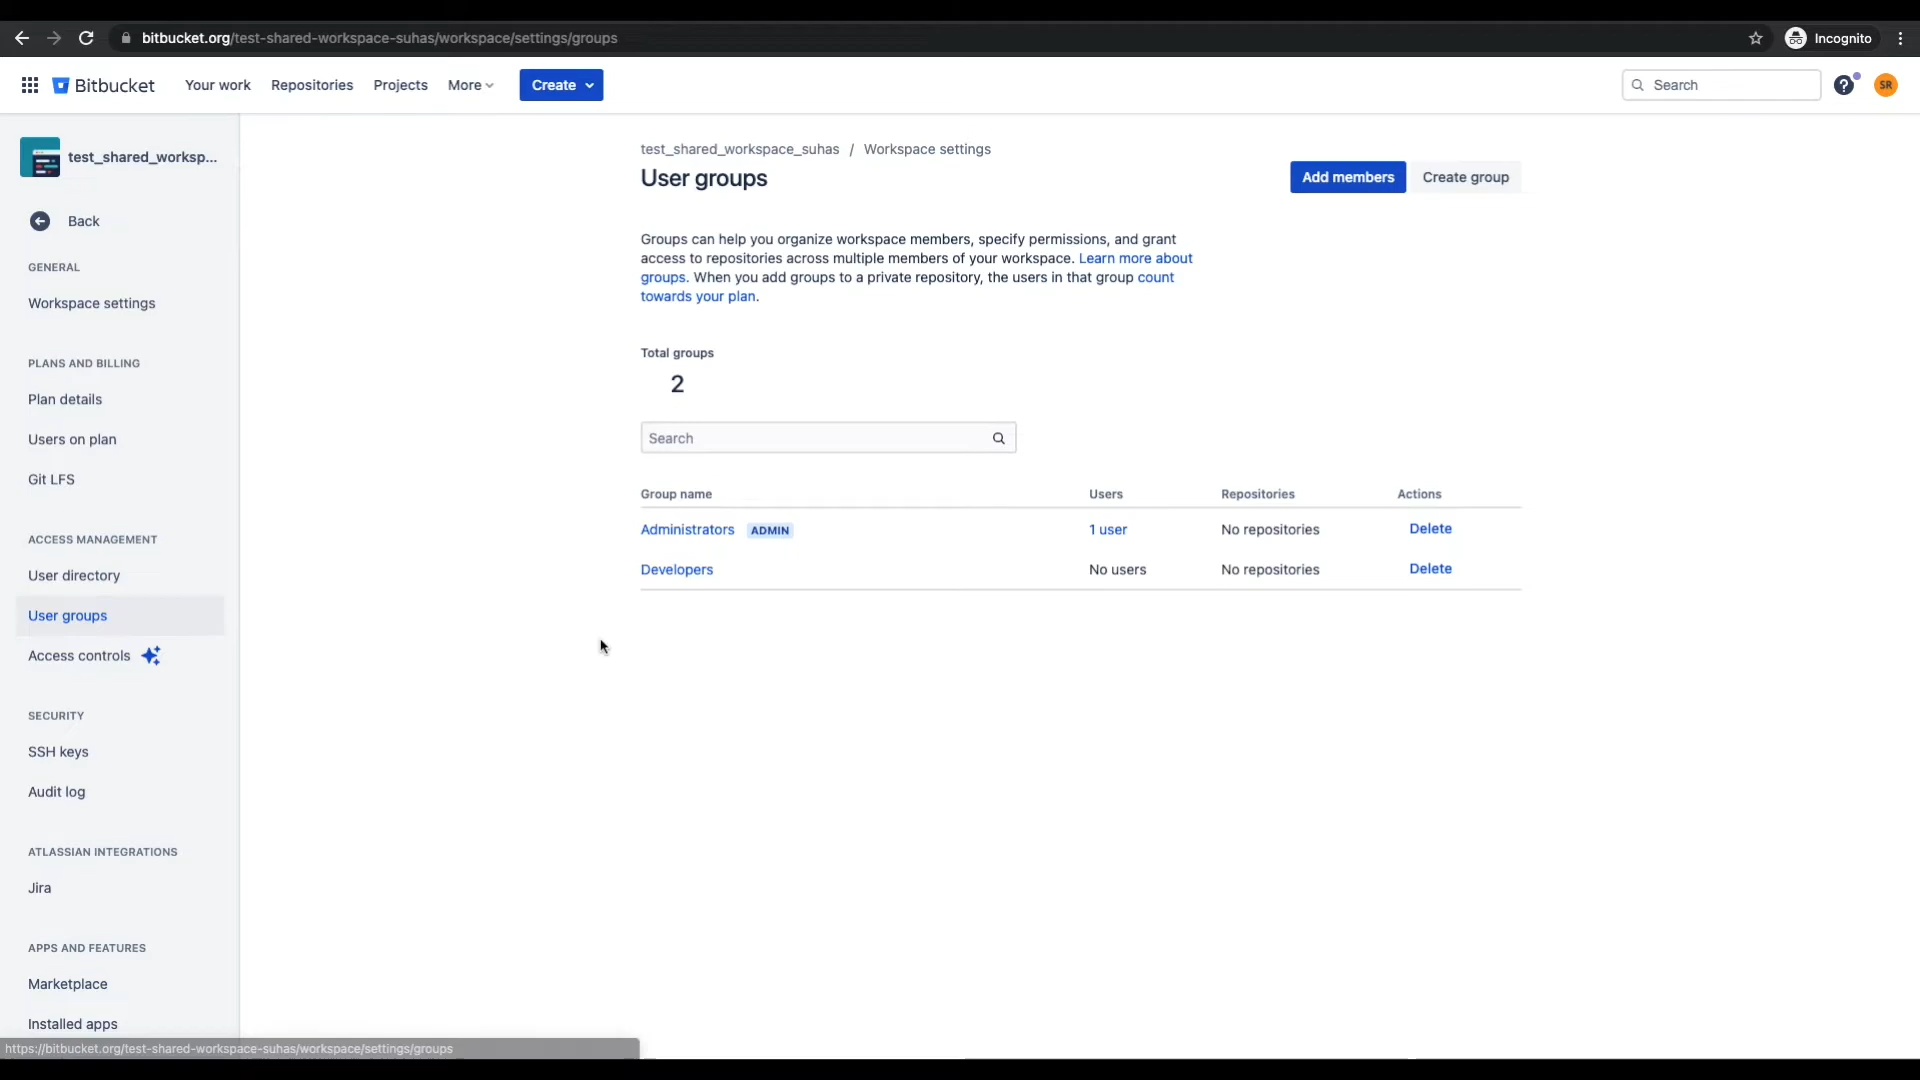 bitbucket.org/test-shared-workspace-suhas/workspace/settings/groups
Incognito
Bitbucket
Your work
Repositories
Projects
More
Create
Search
SR
test_shared_worksp...
Back
GENERAL
Workspace settings
PLANS AND BILLING
Plan details
Users on plan
Git LFS
ACCESS MANAGEMENT
User directory
User groups
Access controls
SECURITY
SSH keys
Audit log
ATLASSIAN INTEGRATIONS
Jira
APPS AND FEATURES
Marketplace
Installed apps
https://bitbucket.org/test-shared-workspace-suhas/workspace/settings/groups
test_shared_workspace_suhas / Workspace settings
User groups
Add members
Create group
Groups can help you organize workspace members, specify permissions, and grant
access to repositories across multiple members of your workspace. Learn more about
groups. When you add groups to a private repository, the users in that group count
towards your plan.
Total groups
2
Search
Group name Users Repositories Actions
Administrators ADMIN 1 user No repositories Delete
Developers No users No repositories Delete